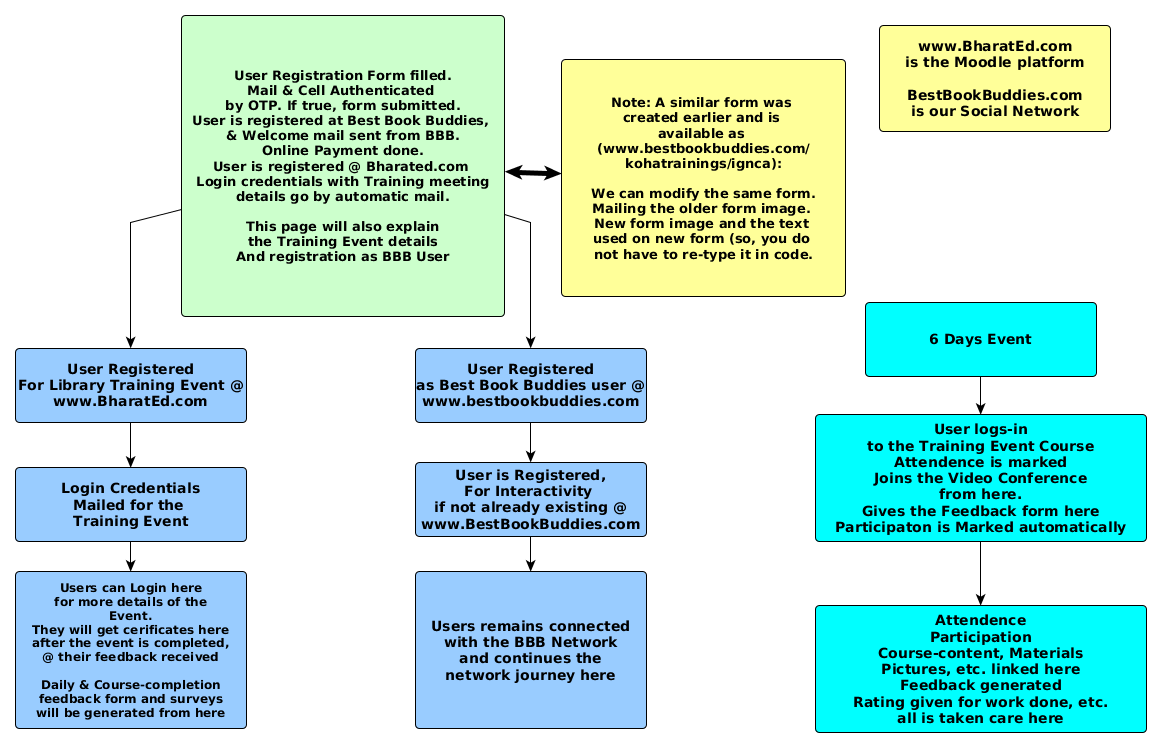 User Registration Form filled.
Mail & Cell Authenticated
by OTP. If true, form submitted.
User is registered at Best Book Buddies,
& Welcome mail sent from BBB.
Online Payment done.
User is registered @ Bharated.com
Login credentials with Training meeting
details go by automatic mail.
This page will also explain
the Training Event details
And registration as BBB User
Note: A similar form was
created earlier and is
available as
(www.bestbookbuddies.com/
kohatrainings/ignca):
We can modify the same form.
Mailing the older form image.
New form image and the text
used on new form (so, you do
not have to re-type it in code.
www.BharatEd.com
is the Moodle platform
BestBookBuddies.com
is our Social Network
User Registered
For Library Training Event @
www.BharatEd.com
Login Credentials
Mailed for the
Training Event
Users can Login here
for more details of the
Event.
They will get cerificates here
after the event is completed,
@ their feedback received
Daily & Course-completion
feedback form and surveys
will be generated from here
User Registered
as Best Book Buddies user @
www.bestbookbuddies.com
User is Registered,
For Interactivity
if not already existing @
www.BestBookBuddies.com
Users remains connected
with the BBB Network
and continues the
network journey here
6 Days Event
User logs-in
to the Training Event Course
Attendence is marked
Joins the Video Conference
from here.
Gives the Feedback form here
Participaton is Marked automatically
Attendence
Participation
Course-content, Materials
Pictures, etc. linked here
Feedback generated
Rating given for work done, etc.
all is taken care here